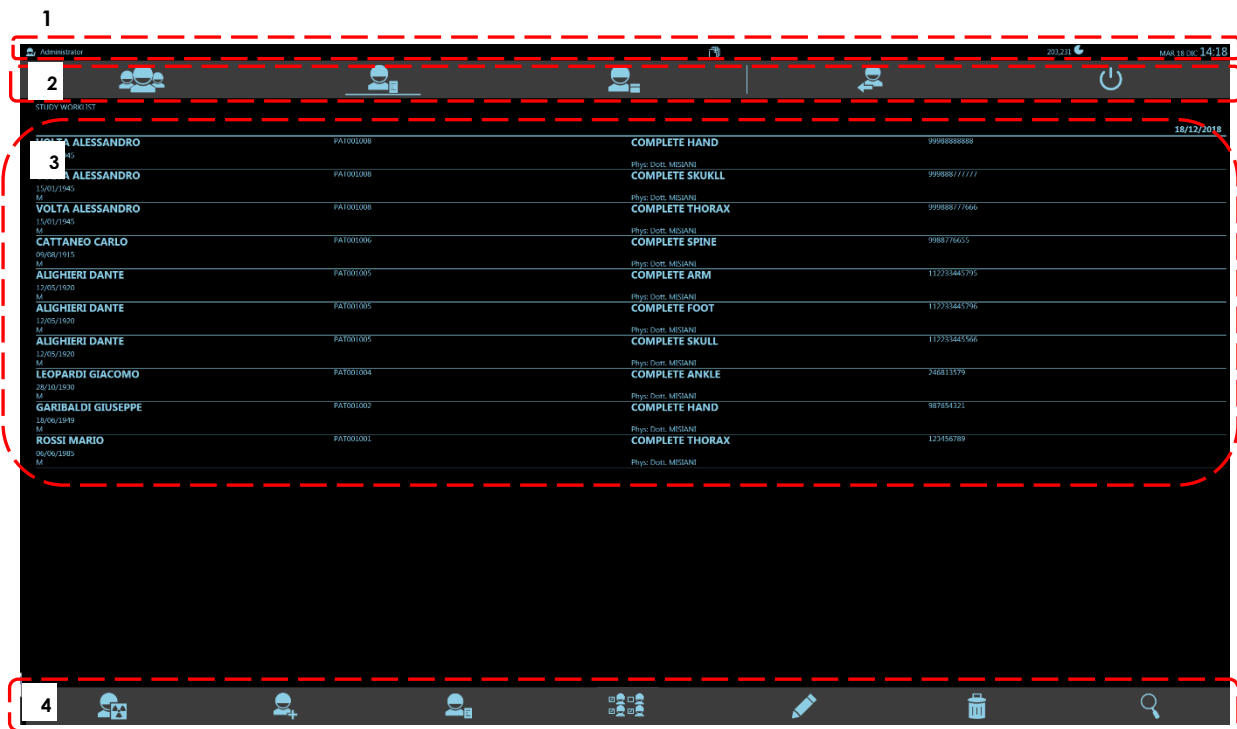 1
Administrator
203,231
MAR 18 DIC 14:18
2
STUDY WORKLIST
18/12/2018
ALESSANDRO PAT001008 COMPLETE HAND 99988888888
3
Phys: Dott. MISIANI
ALESSANDRO PAT001008 COMPLETE SKUKLL 999888777777
15/01/1945
M Phys: Dott. MISIANI
VOLTA ALESSANDRO PAT001008 COMPLETE THORAX 999888777666
15/01/1945
M Phys: Dott. MISIANI
CATTANEO CARLO PAT001006 COMPLETE SPINE 9988776655
09/08/1915
M Phys: Dott. MISIANI
ALIGHIERI DANTE PAT001005 COMPLETE ARM 112233445795
12/05/1920
M Phys: Dott. MISIANI
ALIGHIERI DANTE PAT001005 COMPLETE FOOT 112233445796
12/05/1920
M Phys: Dott. MISIANI
ALIGHIERI DANTE PAT001005 COMPLETE SKULL 112233445566
12/05/1920
M Phys: Dott. MISIANI
LEOPARDI GIACOMO PAT001004 COMPLETE ANKLE 246813579
28/10/1930
M Phys: Dott. MISIANI
GARIBALDI GIUSEPPE PAT001002 COMPLETE HAND 987654321
18/06/1949
M Phys: Dott. MISIANI
ROSSI MARIO PAT001001 COMPLETE THORAX 123456789
06/06/1985
M Phys: Dott. MISIANI
4